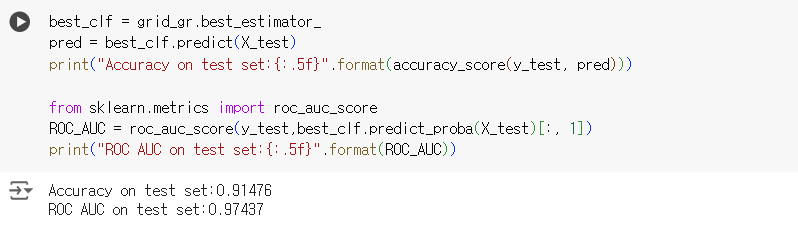 best_clf = grid_gr.best_estimator_
pred = best_clf.predict(X_test)
print("Accuracy on test set:{:.5f}".format(accuracy_score(y_test, pred)))
from sklearn.metrics import roc_auc_score
ROC_AUC = roc_auc_score(y_test,best_clf.predict_proba(X_test)[:, 1])
print("ROC AUC on test set:{:.5f}".format(ROC_AUC))
Accuracy on test set:0.91476
ROC AUC on test set:0.97437